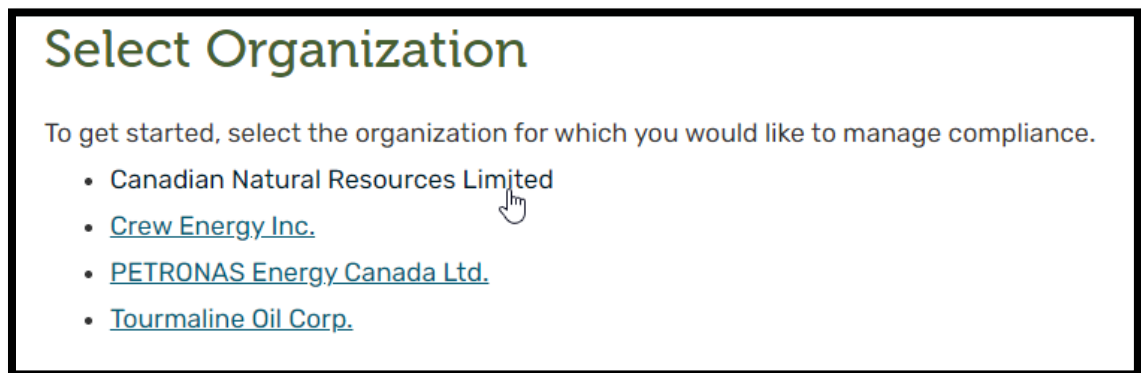 Select Organization
To get started, select the organization for which you would like to manage compliance.
• Canadian Natural Resources Limited
• Crew Energy Inc.
• PETRONAS Energy Canada Ltd.
• Tourmaline Oil Corp.